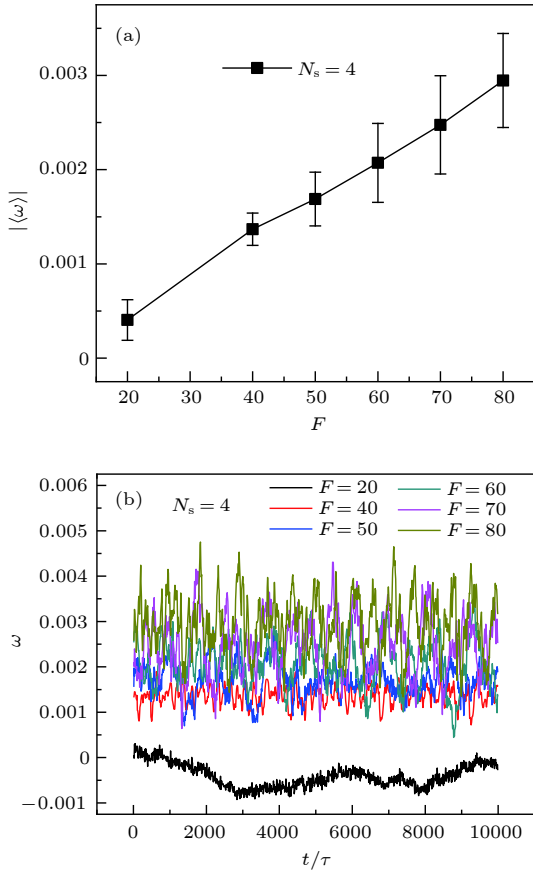 (a)
Ns = 4
0.003
0.002
0.001
0
|⟨ω⟩|
20 30 40 50 60 70 80
F
(b)
Ns = 4
F = 20 F = 60
F = 40 F = 70
F = 50 F = 80
0.006
0.005
0.004
0.003
0.002
0.001
0
−0.001
ω
0 2000 4000 6000 8000 10000
t/τ